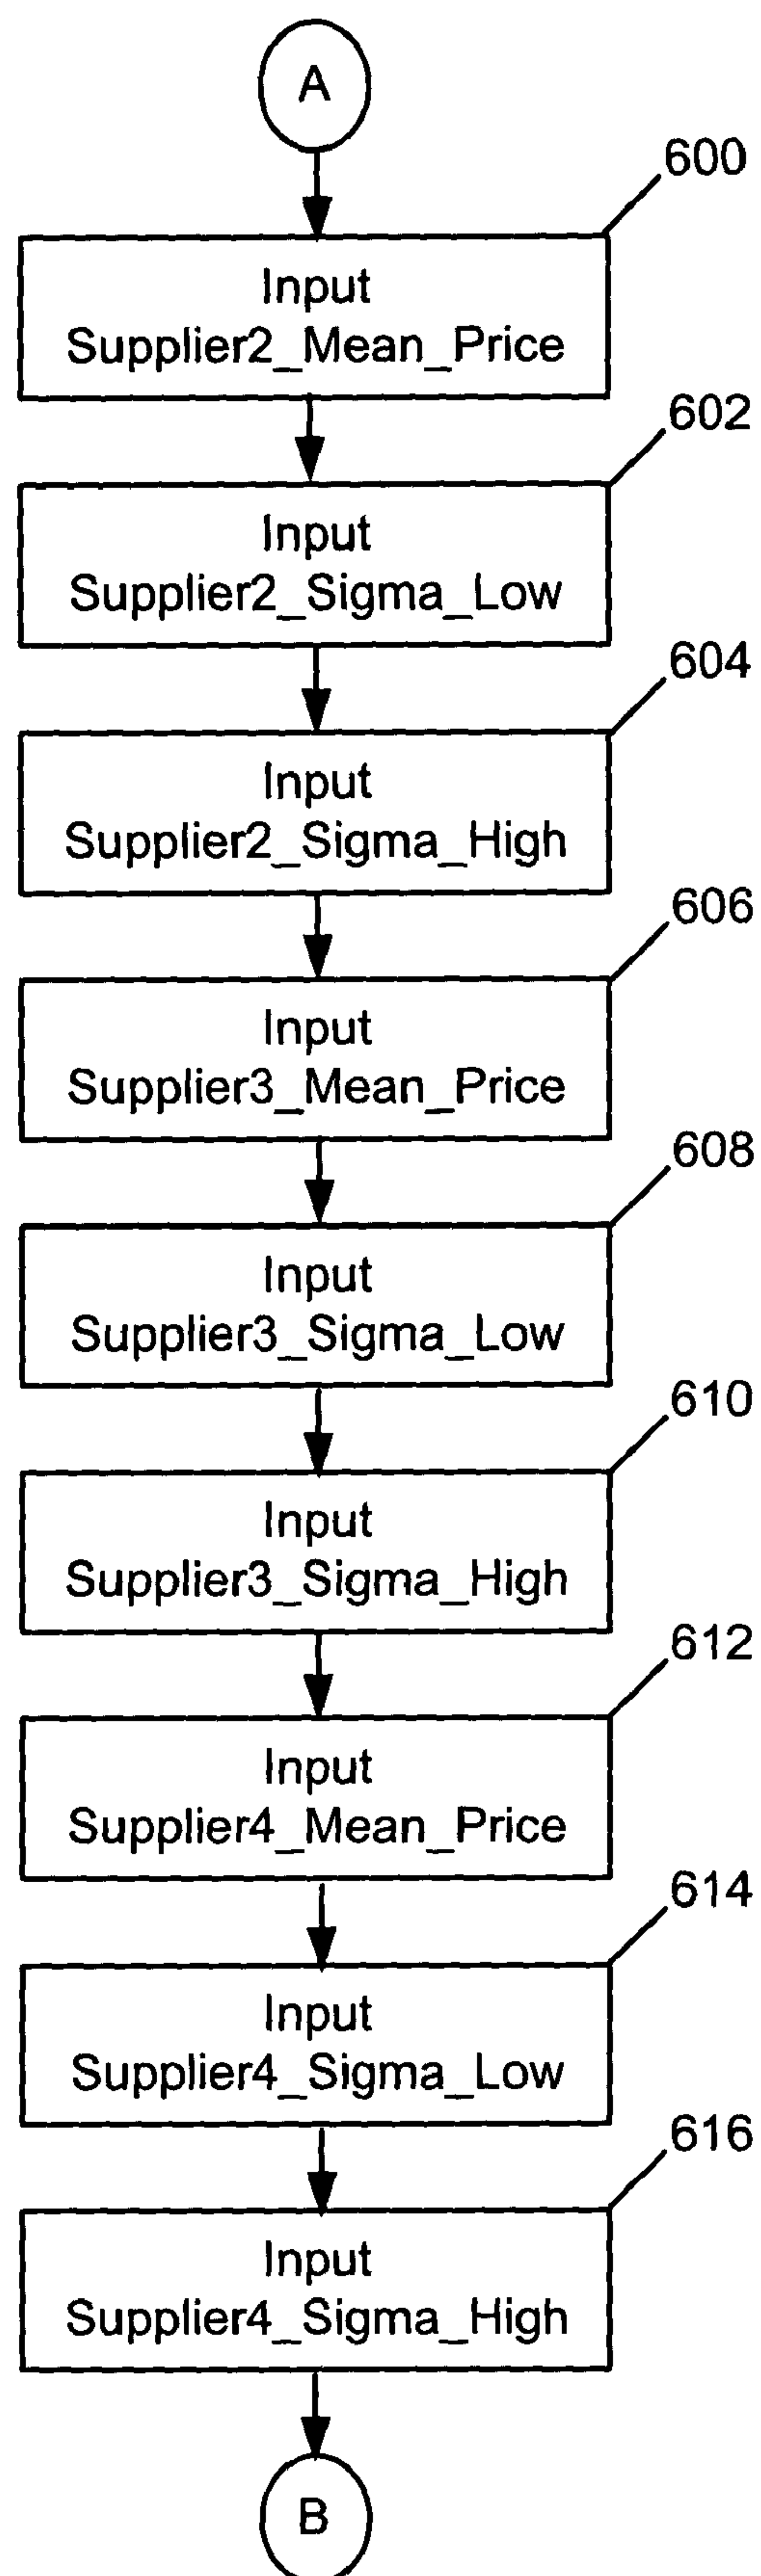 A
600
Input
Supplier2_Mean_Price
602
Input
Supplier2_Sigma_Low
604
Input
Supplier2_Sigma_High
606
Input
Supplier3_Mean_Price
608
Input
Supplier3_Sigma_Low
610
Input
Supplier3_Sigma_High
612
Input
Supplier4_Mean_Price
614
Input
Supplier4_Sigma_Low
616
Input
Supplier4_Sigma_High
B